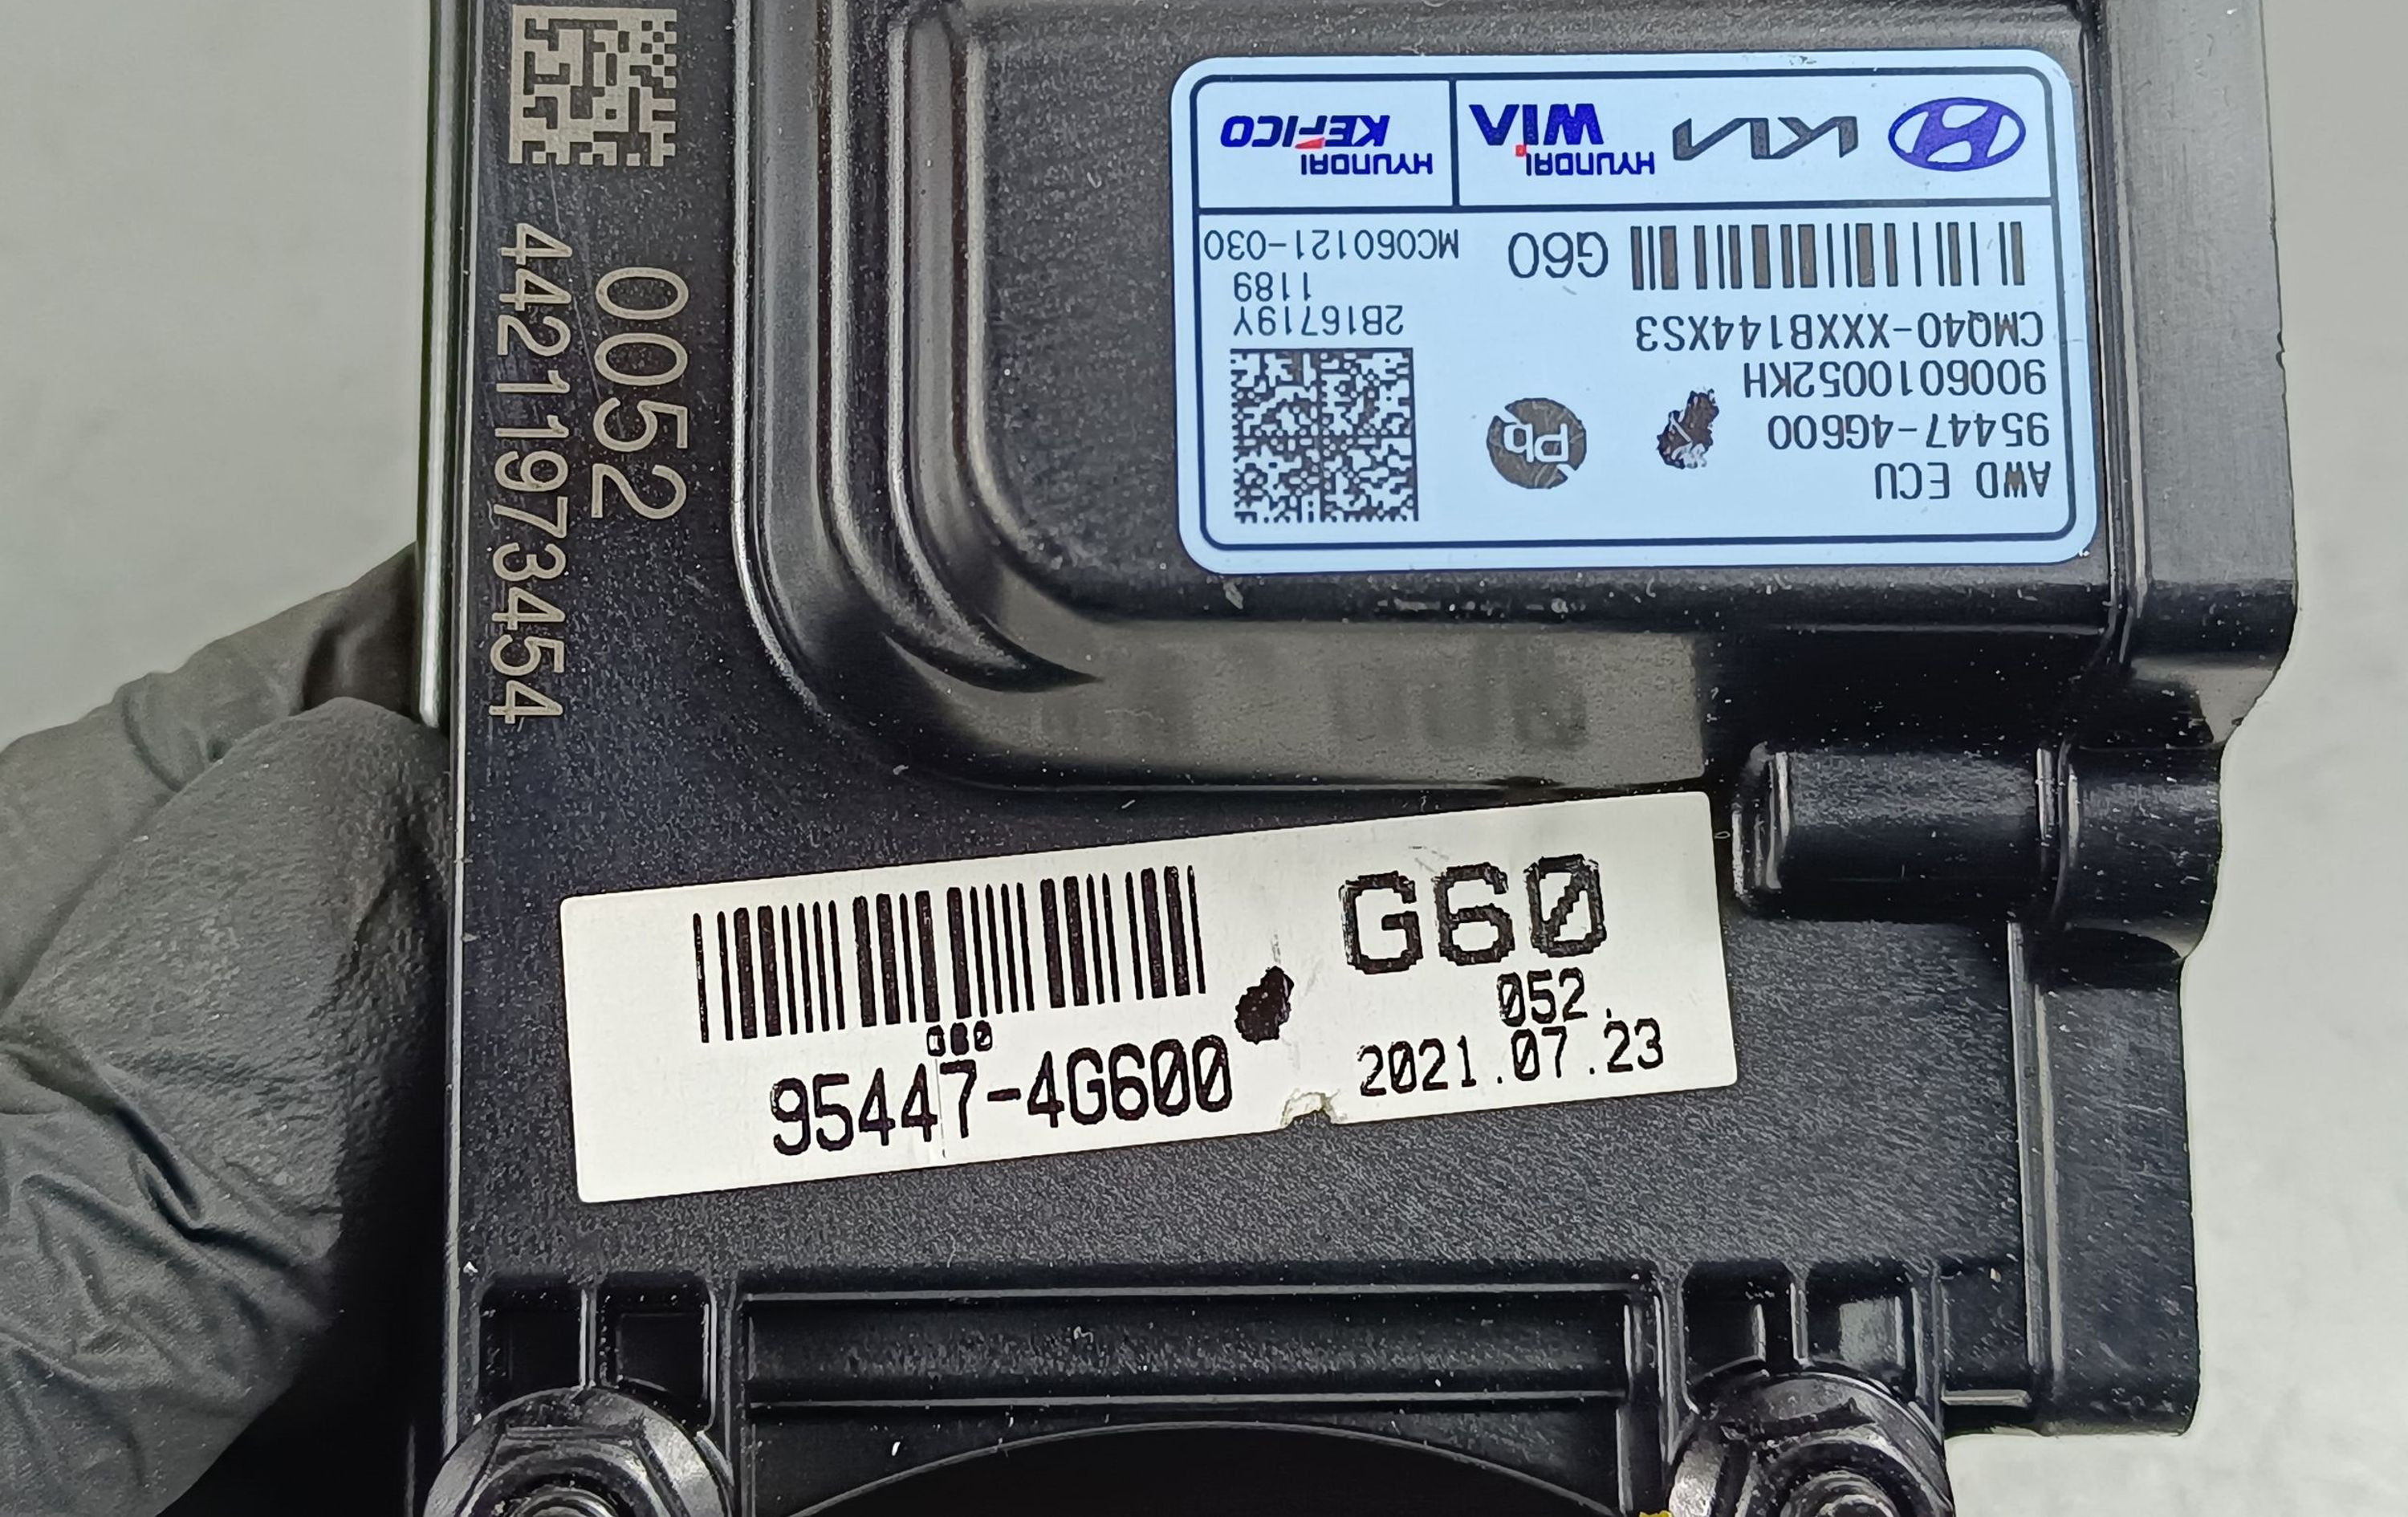 AWD ECU
95447-4G600
9006010052KH
CMQ40-XXXB144XS3
G60
Pb
2B16719Y
1189
MC060121-030
KIA
HYUNDAI
WIA
HYUNDAI
KEFICO
0052
44211973454
G60
052.
2021.07.23
G60
95447-4G600